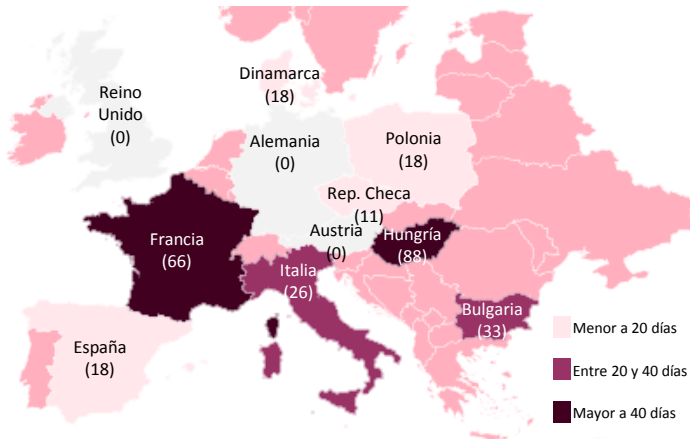 Dinamarca
(18)
Reino
Unido
(0)
Alemania
(0)
Polonia
(18)
Rep. Checa
(11)
Austria
(0)
Hungría
(88)
Francia
(66)
Italia
(26)
Bulgaria
(33)
España
(18)
Menor a 20 días
Entre 20 y 40 días
Mayor a 40 días